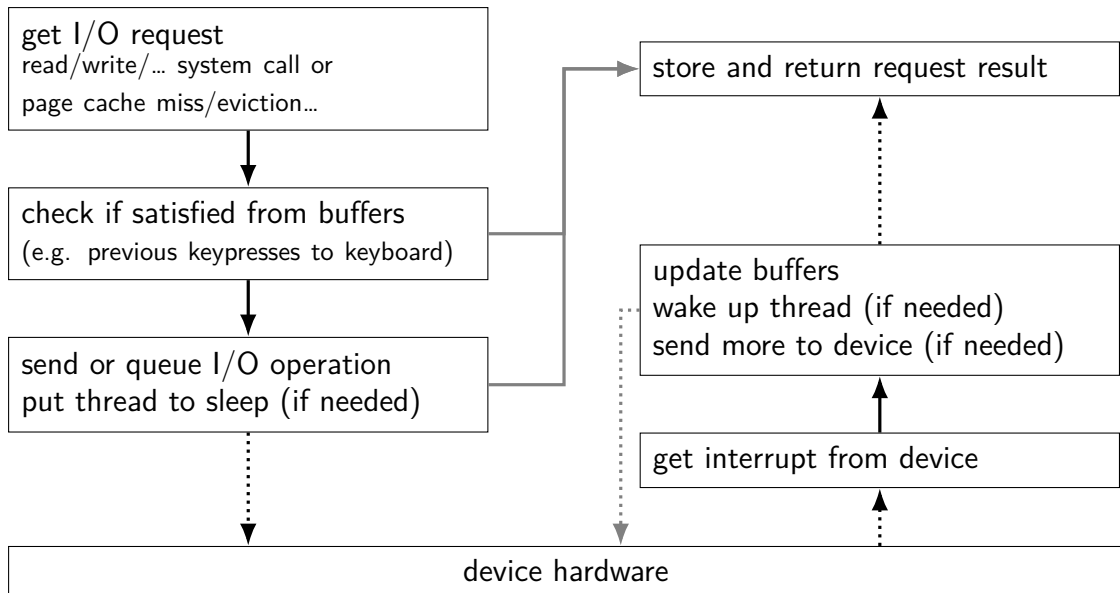 get I/O request
read/write/… system call or
page cache miss/eviction…
check if satisfied from buffers
(e.g. previous keypresses to keyboard)
send or queue I/O operation
put thread to sleep (if needed)
store and return request result
update buffers
wake up thread (if needed)
send more to device (if needed)
get interrupt from device
device hardware